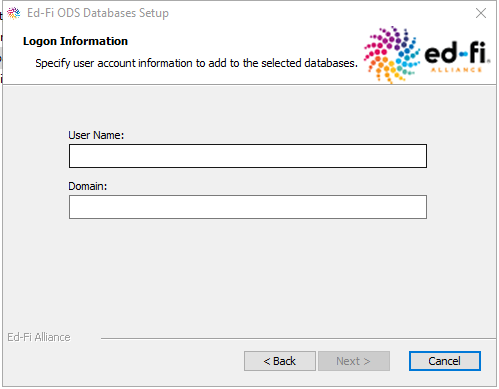 Ed-Fi ODS Databases Setup
Logon Information
Specify user account information to add to the selected databases.
ed-fi
ALLIANCE
User Name:
Domain:
Ed-Fi Alliance
< Back
Next >
Cancel